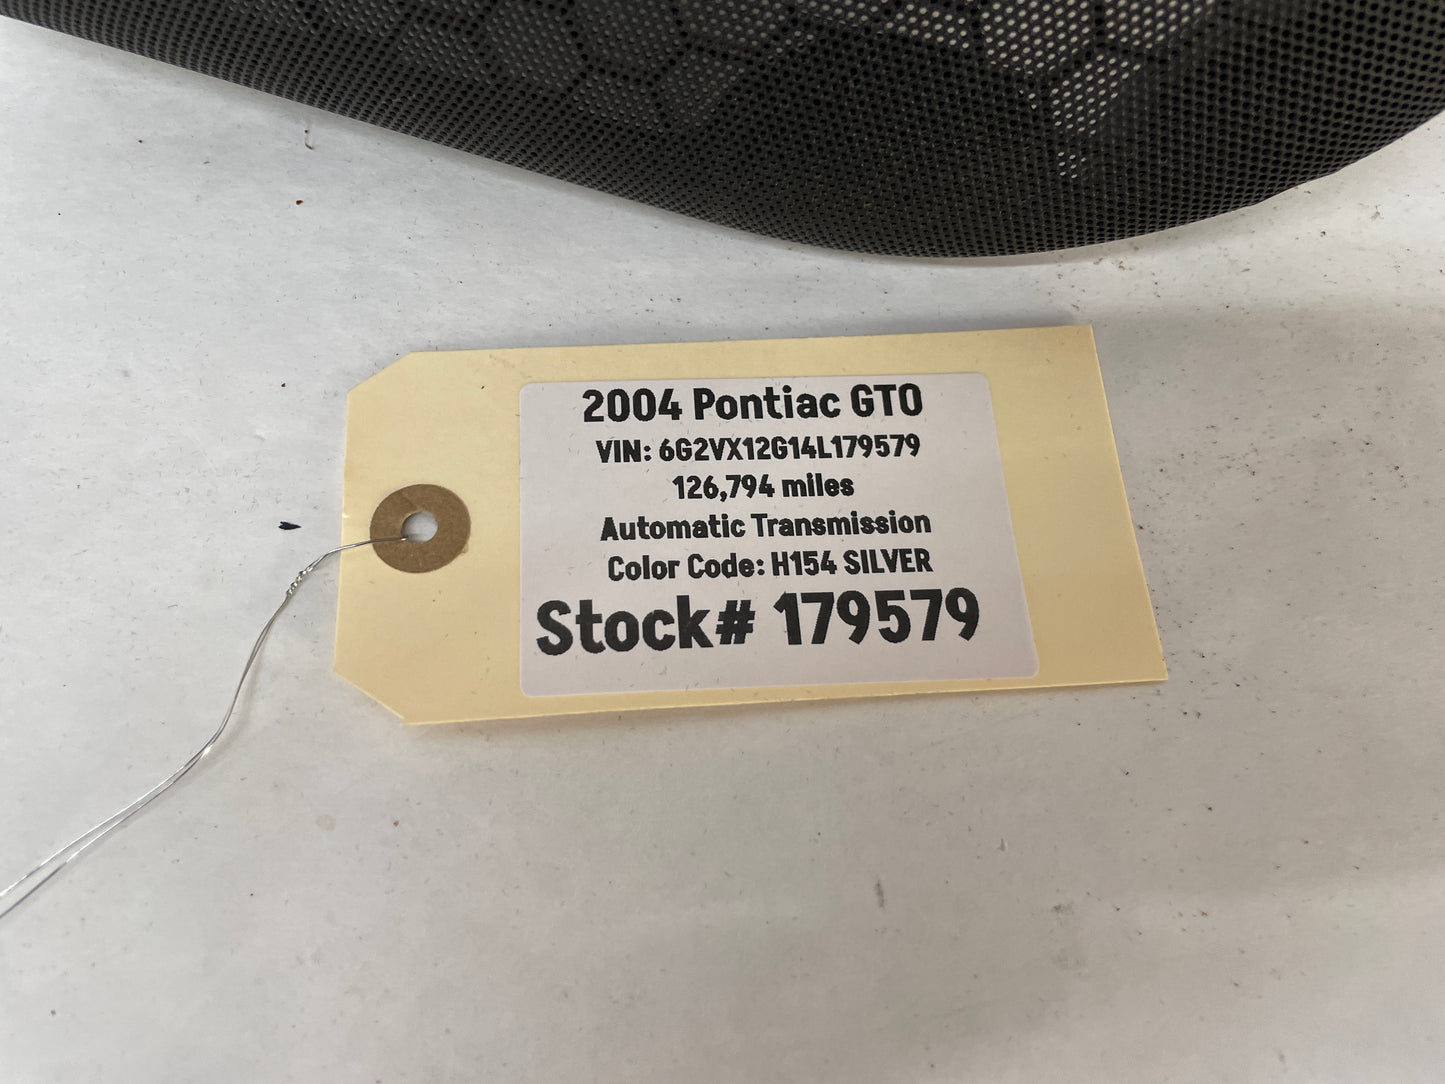 2004 Pontiac GTO
VIN: 6G2VX12G14L179579
126,794 miles
Automatic Transmission
Color Code: H154 SILVER
Stock# 179579